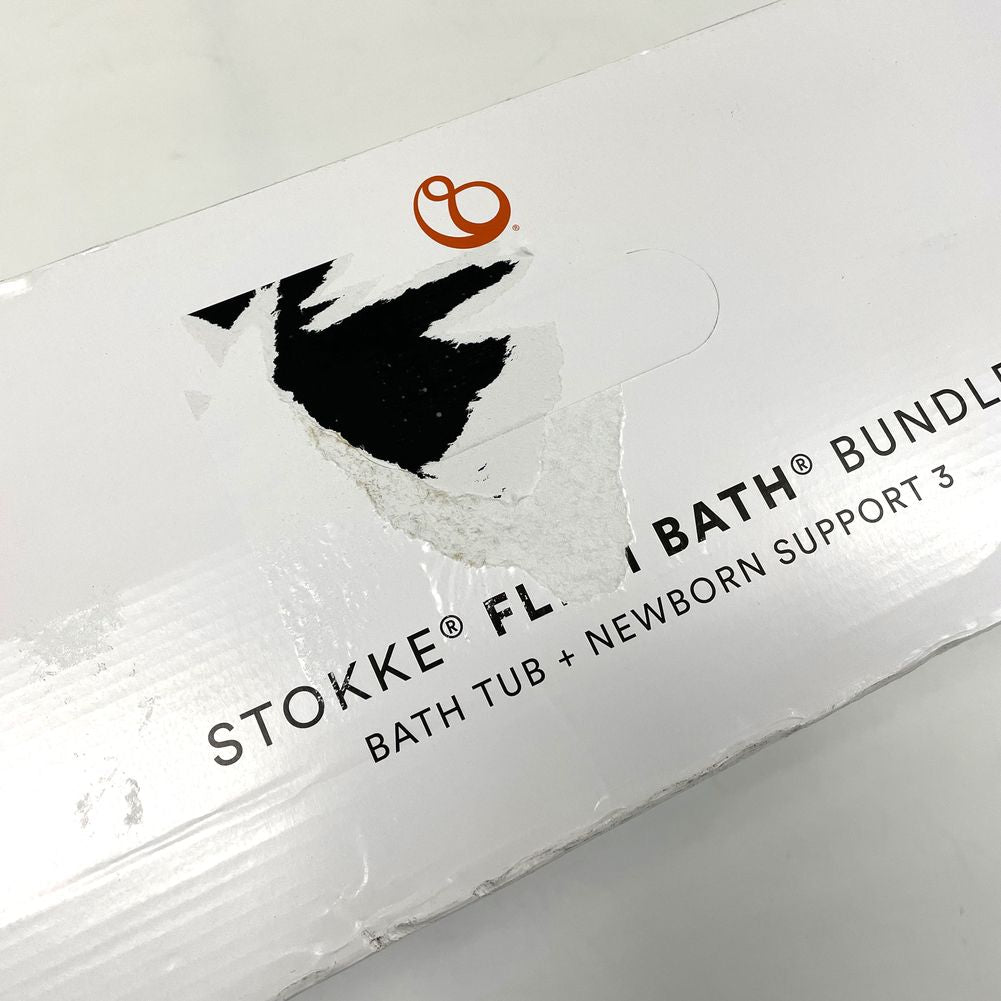 STOKKE® BATH® BUNDLE
BATH TUB + NEWBORN SUPPORT 3